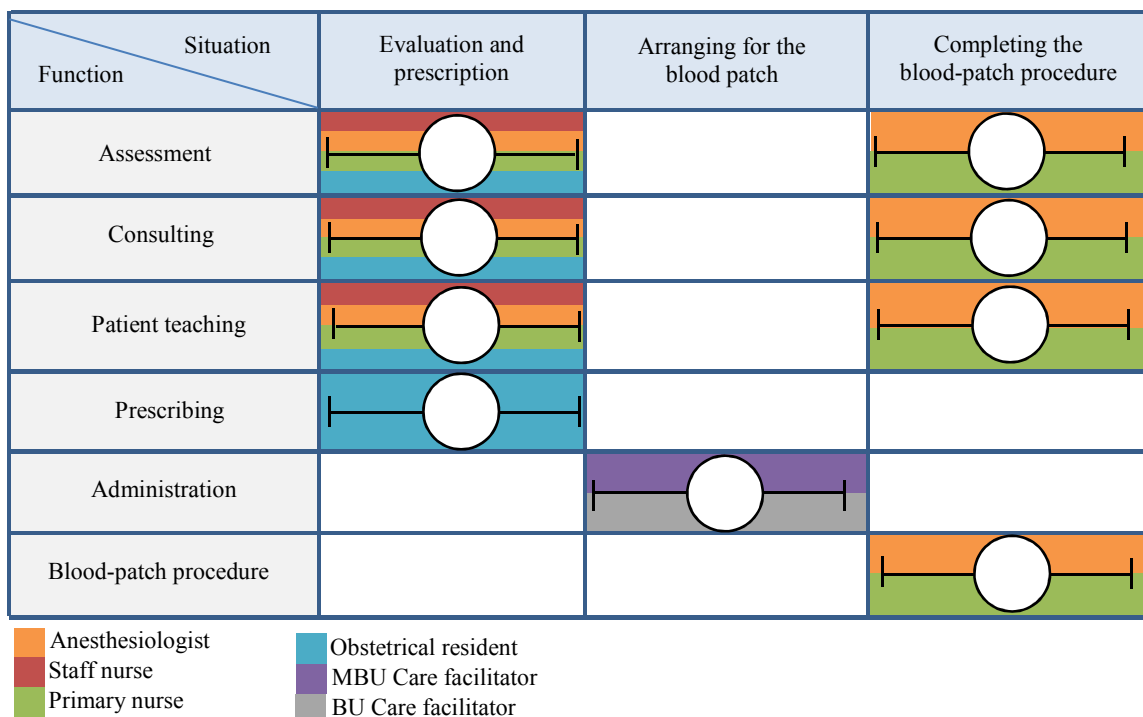 Situation
Function
Evaluation and
prescription
Arranging for the
blood patch
Completing the
blood-patch procedure
Assessment
Consulting
Patient teaching
Prescribing
Administration
Blood-patch procedure
Anesthesiologist
Staff nurse
Primary nurse
Obstetrical resident
MBU Care facilitator
BU Care facilitator